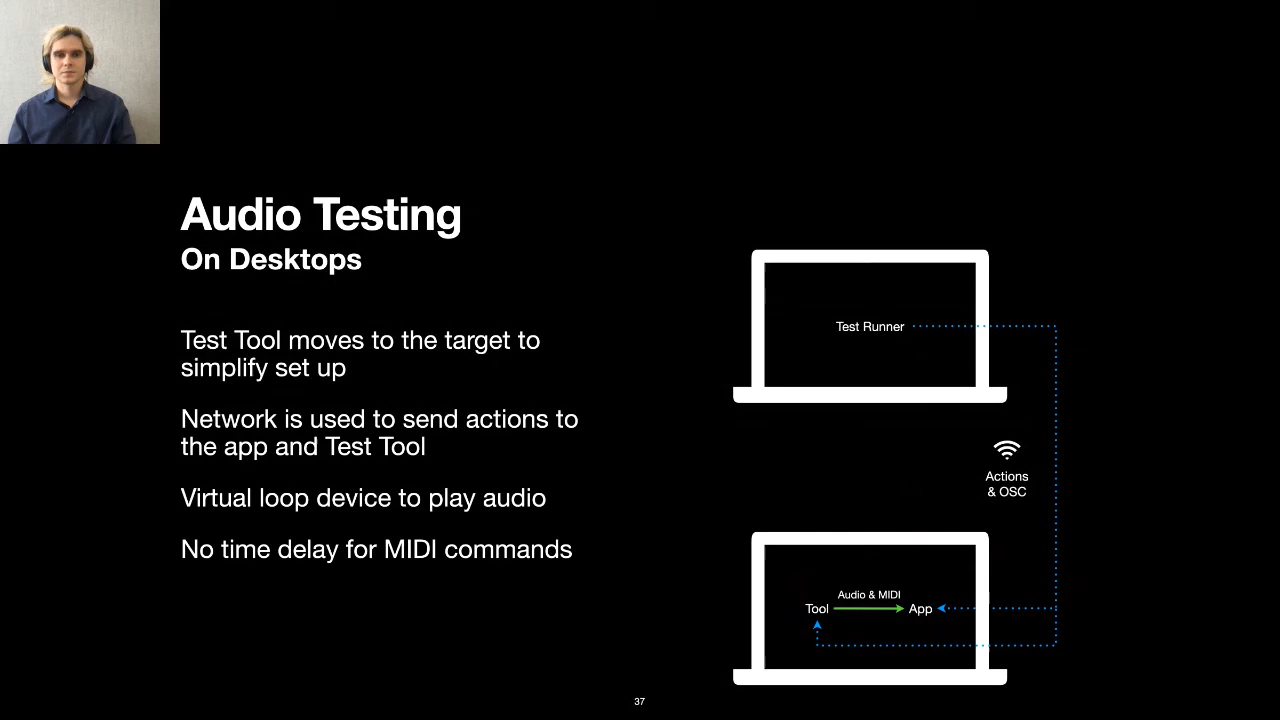 Audio Testing
On Desktops
Test Tool moves to the target to
simplify set up
Network is used to send actions to
the app and Test Tool
Virtual loop device to play audio
No time delay for MIDI commands
Test Runner
Actions
& OSC
Audio & MIDI
Tool
App
37